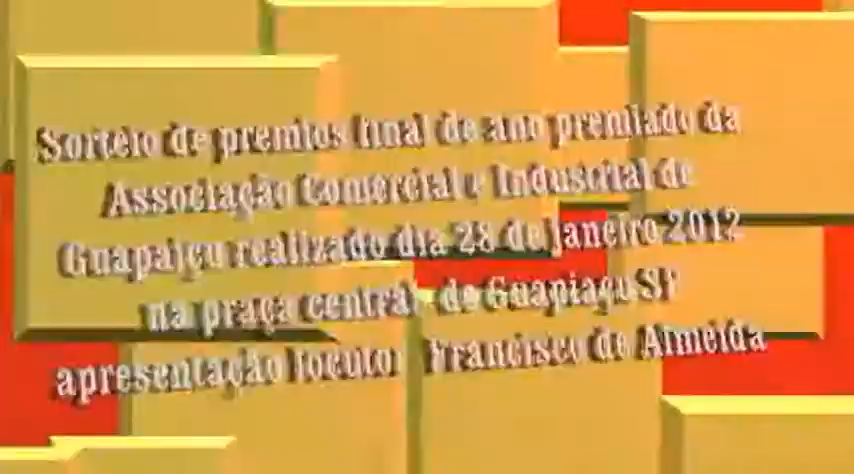 Sorteio de premios final de ano premiado da
Associação Comercial e Industrial de
Guapaiçu realizado dia 28 de janeiro 2012
na praça central de Guapiaçu SP
apresentação locutor Francisco de Almeida